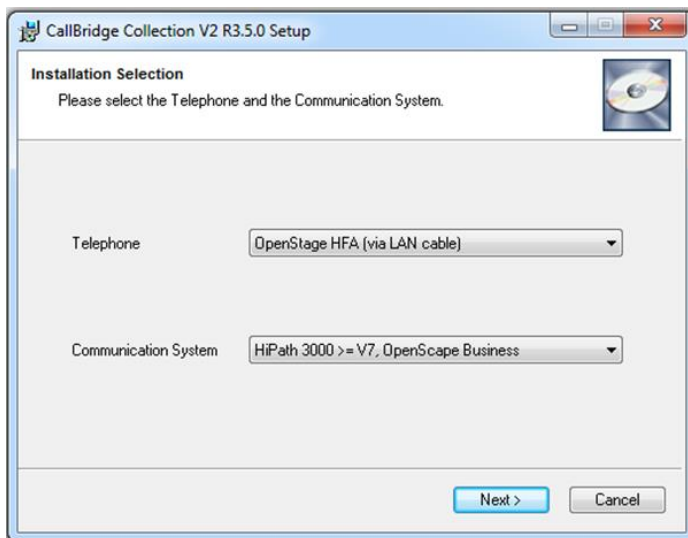 CallBridge Collection V2 R3.5.0 Setup
Installation Selection
Please select the Telephone and the Communication System.
Telephone
OpenStage HFA (via LAN cable)
Communication System
HiPath 3000 >= V7, OpenScape Business
Next >
Cancel